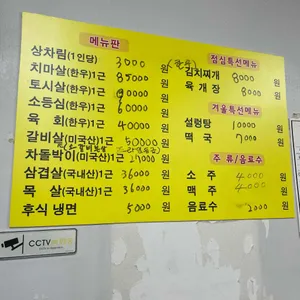 메뉴판
상차림(1인당) 3000 원
치마살(한우)1근 85000 원
토시살(한우)1근 90000 원
소등심(한우)1근 60000 원
육 회(한우)1근 40000 원
갈비살(미국산)1근 50000 원
차돌박이(미국산)1근 27000 원
삼겹살(국내산)1근 36000 원
목 살(국내산)1근 36000 원
후식 냉면 5000 원
점심특선메뉴
김치찌개 8000 원
육 개 장 8000 원
겨울특선메뉴
설렁탕 10000 원
떡 국 7000 원
주 류/음료수
소 주 4000 원
맥 주 4000 원
음료수 2000 원
CCTV